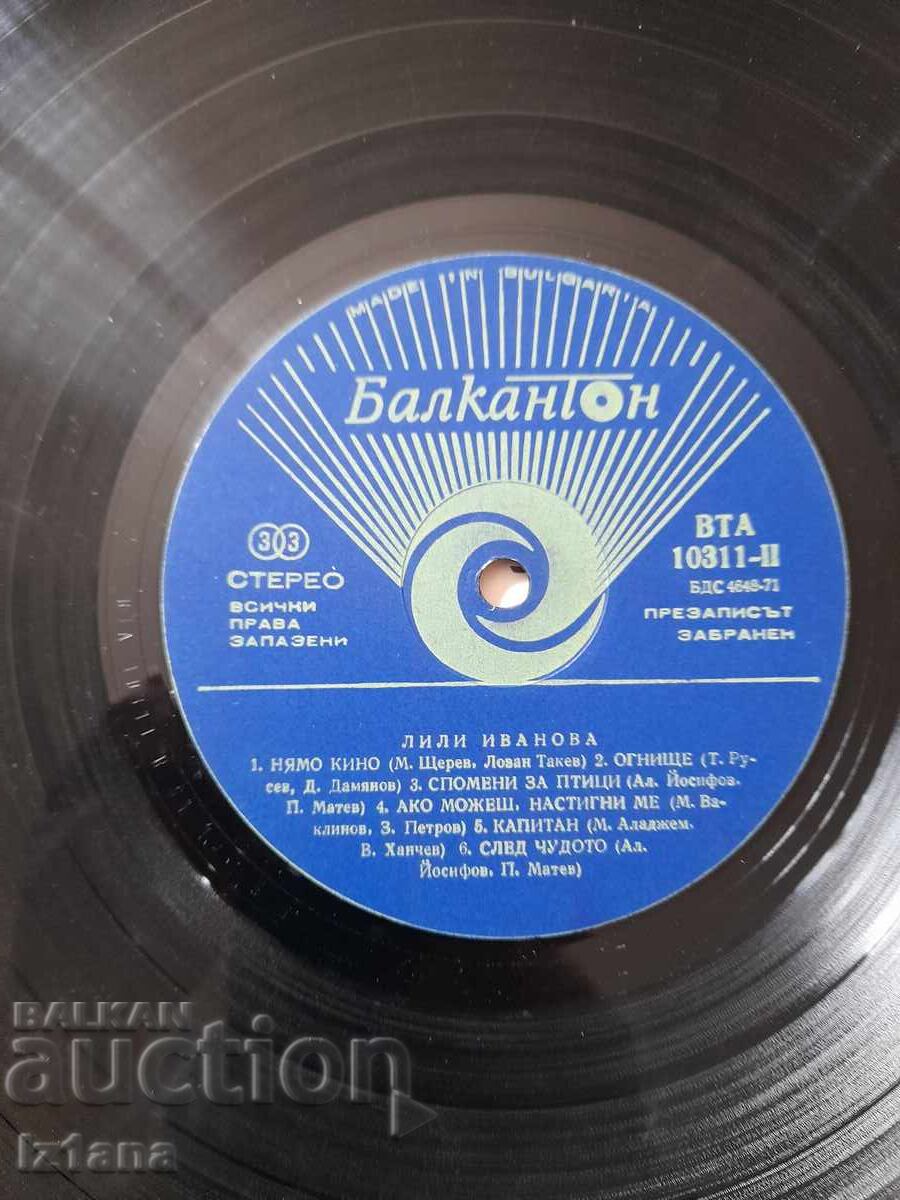 MADE IN BULGARIA
Балкантон
33
СТЕРЕО
ВСИЧКИ
ПРАВА
ЗАПАЗЕНИ
ВТА
10311-II
БДС 4648-71
ПРЕЗАПИСЪТ
ЗАБРАНЕН
ЛИЛИ ИВАНОВА
1. НЯМО КИНО (М. Щерев, Лозан Такев) 2. ОГНИЩЕ (Т. Ру-
сев, Д. Дамянов) 3. СПОМЕНИ ЗА ПТИЦИ (Ал. Йосифов,
П. Матев) 4. АКО МОЖЕШ, НАСТИГНИ МЕ (М. Ва-
клинов, З. Петров) 5. КАПИТАН (М. Аладжем,
В. Ханчев) 6. СЛЕД ЧУДОТО (Ал.
Йосифов, П. Матев)
BALKAN
auction
Iz1ana